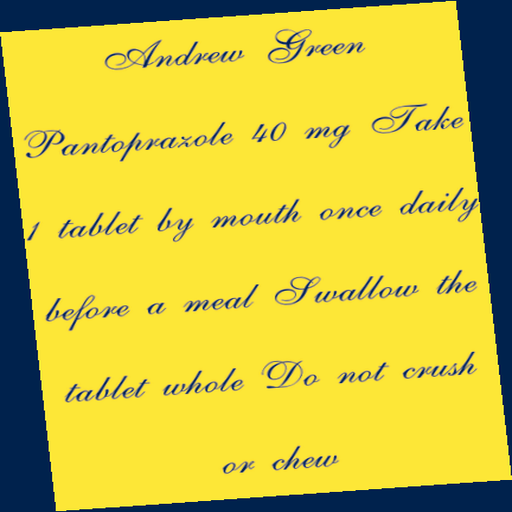 Andrew Green
Pantoprazole 40 mg Take
1 tablet by mouth once daily
before a meal Swallow the
tablet whole Do not crush
or chew